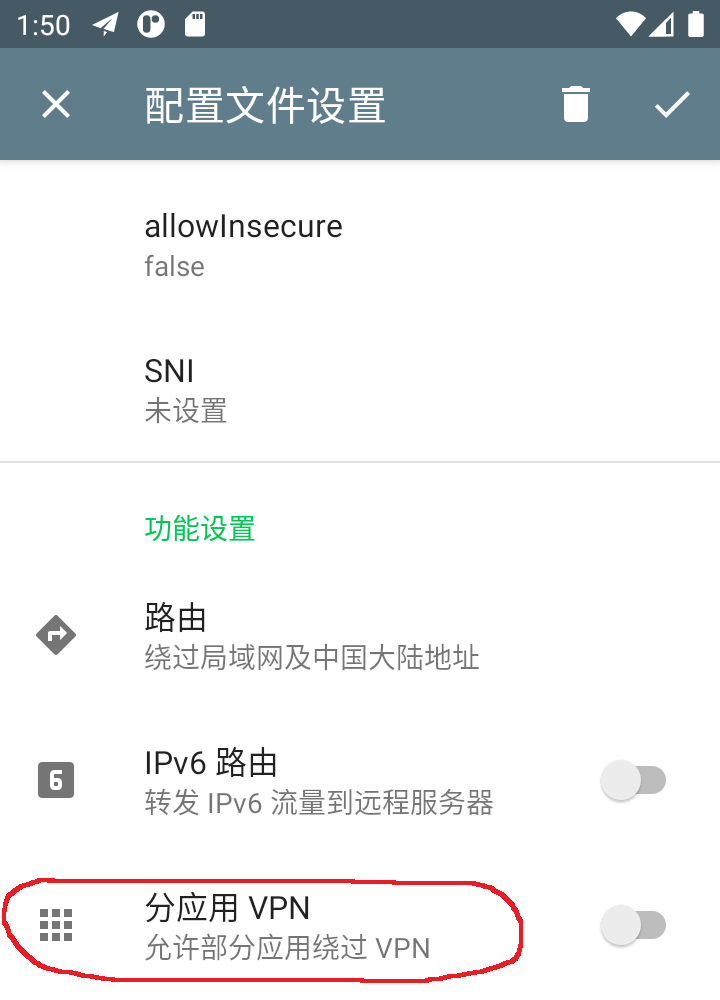 1:50
配置文件设置
allowInsecure
false
SNI
未设置
功能设置
路由
绕过局域网及中国大陆地址
6
IPv6 路由
转发 IPv6 流量到远程服务器
分应用 VPN
允许部分应用绕过 VPN